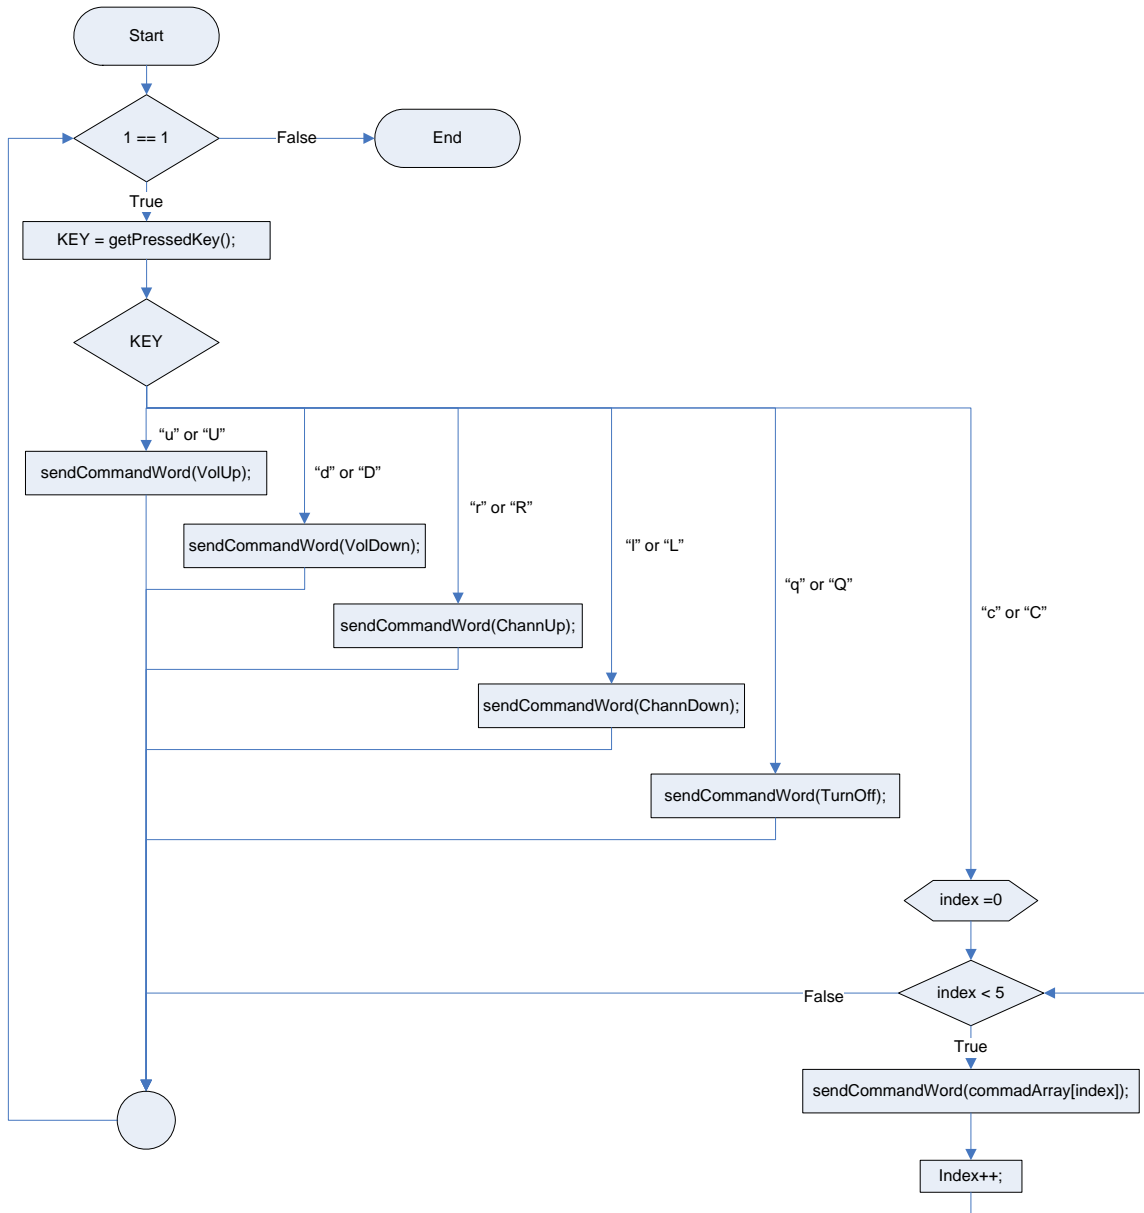 Start
1 == 1
False
End
True
KEY = getPressedKey();
KEY
“u” or “U”
sendCommandWord(VolUp);
“d” or “D”
sendCommandWord(VolDown);
“r” or “R”
sendCommandWord(ChannUp);
“l” or “L”
sendCommandWord(ChannDown);
“q” or “Q”
sendCommandWord(TurnOff);
“c” or “C”
index =0
index < 5
False
True
sendCommandWord(commadArray[index]);
Index++;